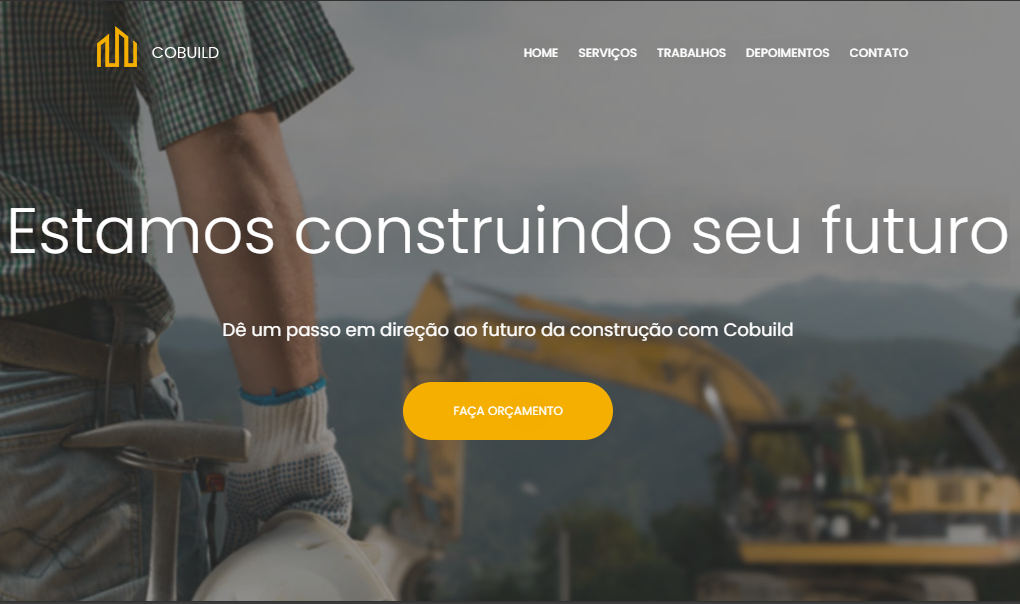 COBUILD
HOME SERVIÇOS TRABALHOS DEPOIMENTOS CONTATO
Estamos construindo seu futuro
Dê um passo em direção ao futuro da construção com Cobuild
FAÇA ORÇAMENTO